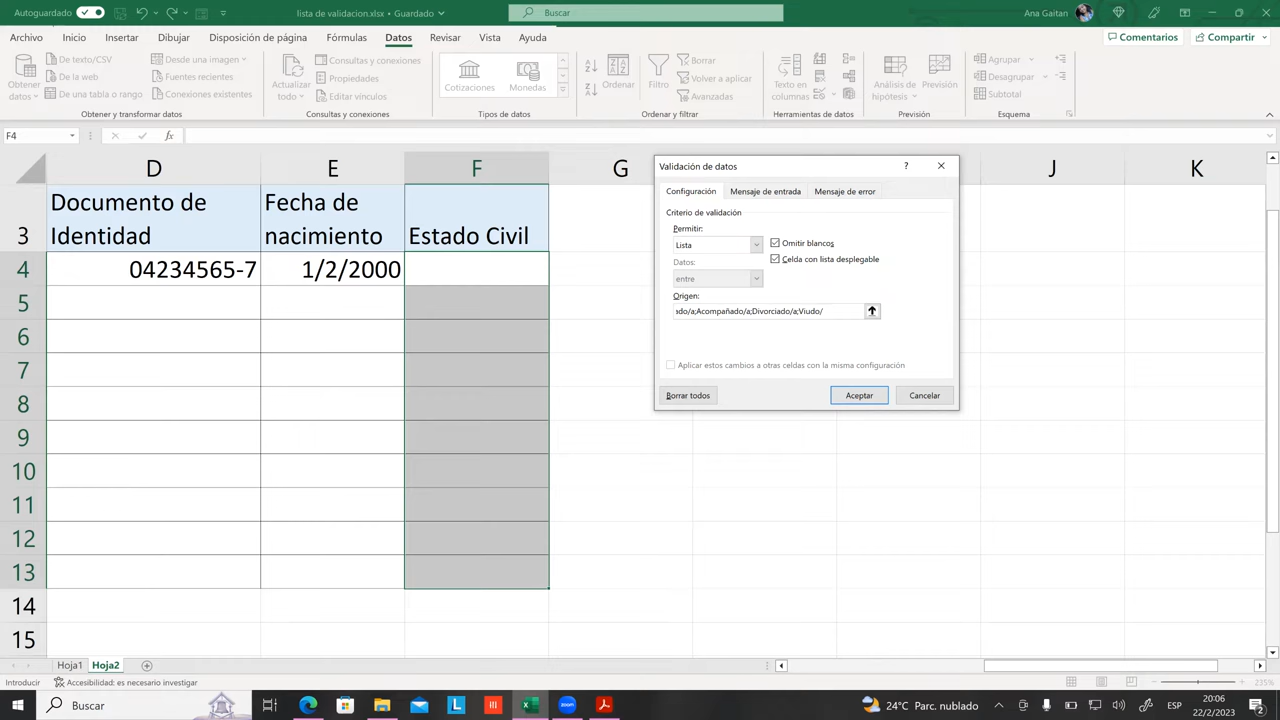 Autoguardado
lista de validacion.xlsx • Guardado
Buscar
Ana Gaitan
Archivo Inicio Insertar Dibujar Disposición de página Fórmulas Datos Revisar Vista Ayuda
Comentarios Compartir
Obtener datos
De texto/CSV
De la web
De una tabla o rango
Desde una imagen
Fuentes recientes
Conexiones existentes
Obtener y transformar datos
Actualizar todo
Consultas y conexiones
Propiedades
Editar vínculos
Consultas y conexiones
Cotizaciones Monedas
Tipos de datos
Ordenar Filtro
Borrar
Volver a aplicar
Avanzadas
Ordenar y filtrar
Texto en columnas
Herramientas de datos
Análisis de hipótesis
Previsión
Previsión
Agrupar
Desagrupar
Subtotal
Esquema
F4
fx
D E F G J K
Documento de
Identidad
Fecha de
nacimiento
Estado Civil
3
4 04234565-7 1/2/2000
5
6
7
8
9
10
11
12
13
14
15
Validación de datos
?
Configuración Mensaje de entrada Mensaje de error
Criterio de validación
Permitir:
Lista
Omitir blancos
Celda con lista desplegable
Datos:
entre
Origen:
ado/a;Acompañado/a;Divorciado/a;Viudo/
Aplicar estos cambios a otras celdas con la misma configuración
Borrar todos Aceptar Cancelar
Hoja1 Hoja2
Introducir
Accesibilidad: es necesario investigar
235%
Buscar
24°C Parc. nublado
ESP
20:06
22/2/2023
2